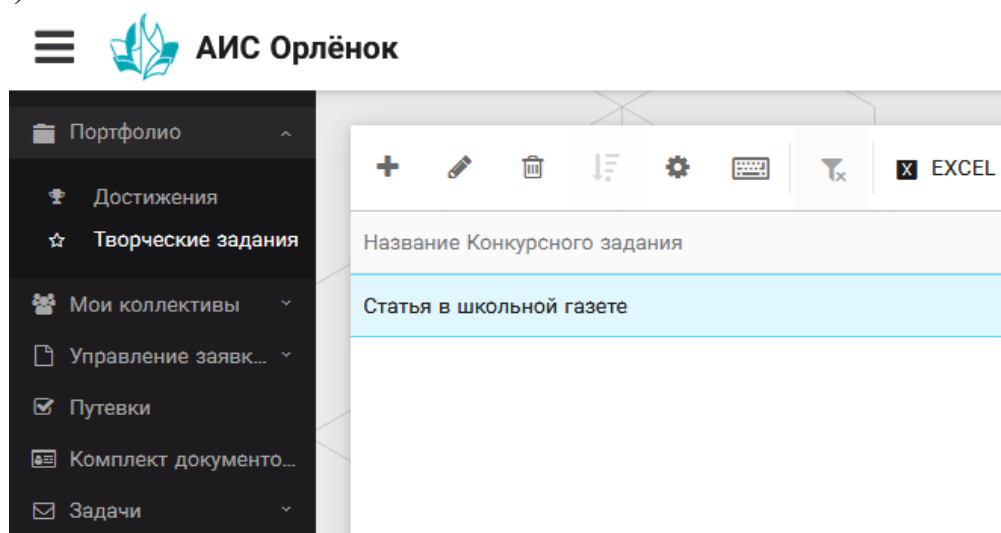 АИС Орлёнок
Портфолио
Достижения
Творческие задания
Мои коллективы
Управление заявк...
Путевки
Комплект документо...
Задачи
X EXCEL
Название Конкурсного задания
Статья в школьной газете